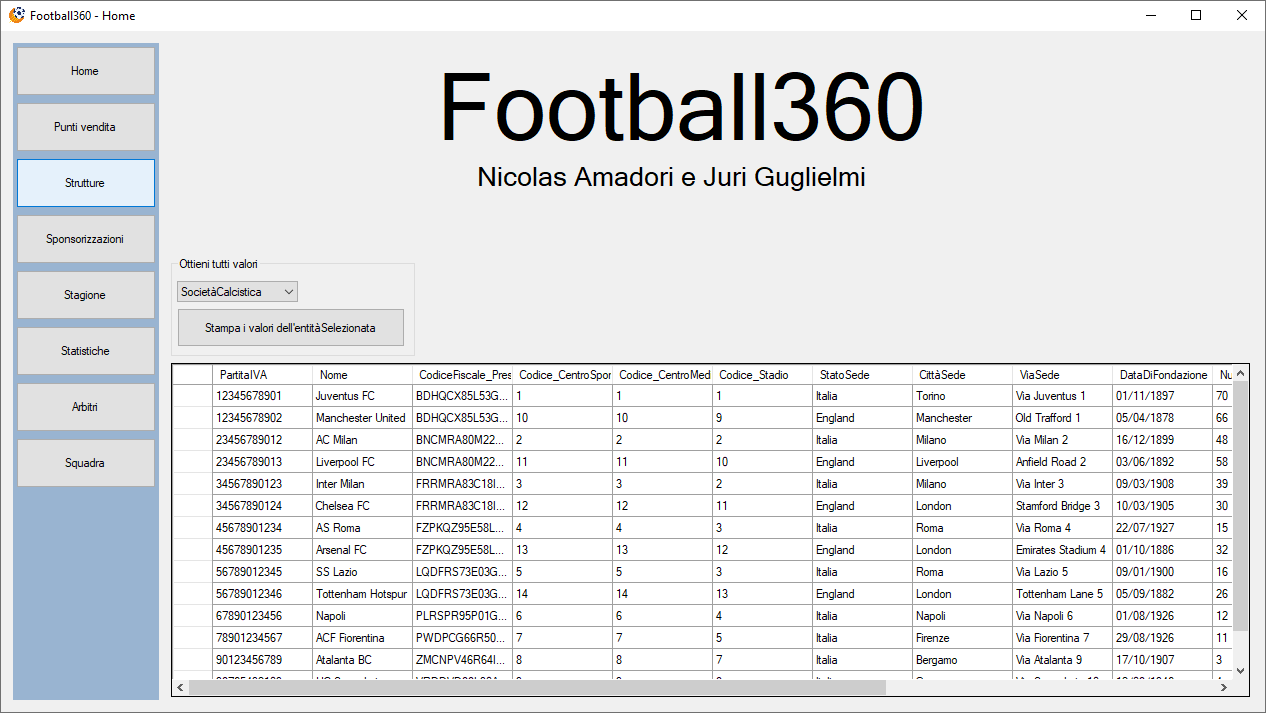 Football360 - Home
Home
Punti vendita
Strutture
Sponsorizzazioni
Stagione
Statistiche
Arbitri
Squadra
Football360
Nicolas Amadori e Juri Guglielmi
Ottieni tutti valori
SocietàCalcistica
Stampa i valori dell'entitàSelezionata
PartitaIVA Nome CodiceFiscale_Pres Codice_CentroSpor Codice_CentroMedi Codice_Stadio StatoSede CittàSede ViaSede DataDiFondazione Nu
12345678901 Juventus FC BDHQCX85L53G... 1 1 1 Italia Torino Via Juventus 1 01/11/1897 70
12345678902 Manchester United BDHQCX85L53G... 10 10 9 England Manchester Old Trafford 1 05/04/1878 66
23456789012 AC Milan BNCMRA80M22... 2 2 2 Italia Milano Via Milan 2 16/12/1899 48
23456789013 Liverpool FC BNCMRA80M22... 11 11 10 England Liverpool Anfield Road 2 03/06/1892 58
34567890123 Inter Milan FRRMRA83C18I... 3 3 2 Italia Milano Via Inter 3 09/03/1908 39
34567890124 Chelsea FC FRRMRA83C18I... 12 12 11 England London Stamford Bridge 3 10/03/1905 30
45678901234 AS Roma FZPKQZ95E58L... 4 4 3 Italia Roma Via Roma 4 22/07/1927 15
45678901235 Arsenal FC FZPKQZ95E58L... 13 13 12 England London Emirates Stadium 4 01/10/1886 32
56789012345 SS Lazio LQDFRS73E03G... 5 5 3 Italia Roma Via Lazio 5 09/01/1900 16
56789012346 Tottenham Hotspur LQDFRS73E03G... 14 14 13 England London Tottenham Lane 5 05/09/1882 26
67890123456 Napoli PLRSPR95P01G... 6 6 4 Italia Napoli Via Napoli 6 01/08/1926 12
78901234567 ACF Fiorentina PWDPCG66R50... 7 7 5 Italia Firenze Via Fiorentina 7 29/08/1926 11
90123456789 Atalanta BC ZMCNPV46R64I... 8 8 7 Italia Bergamo Via Atalanta 9 17/10/1907 3